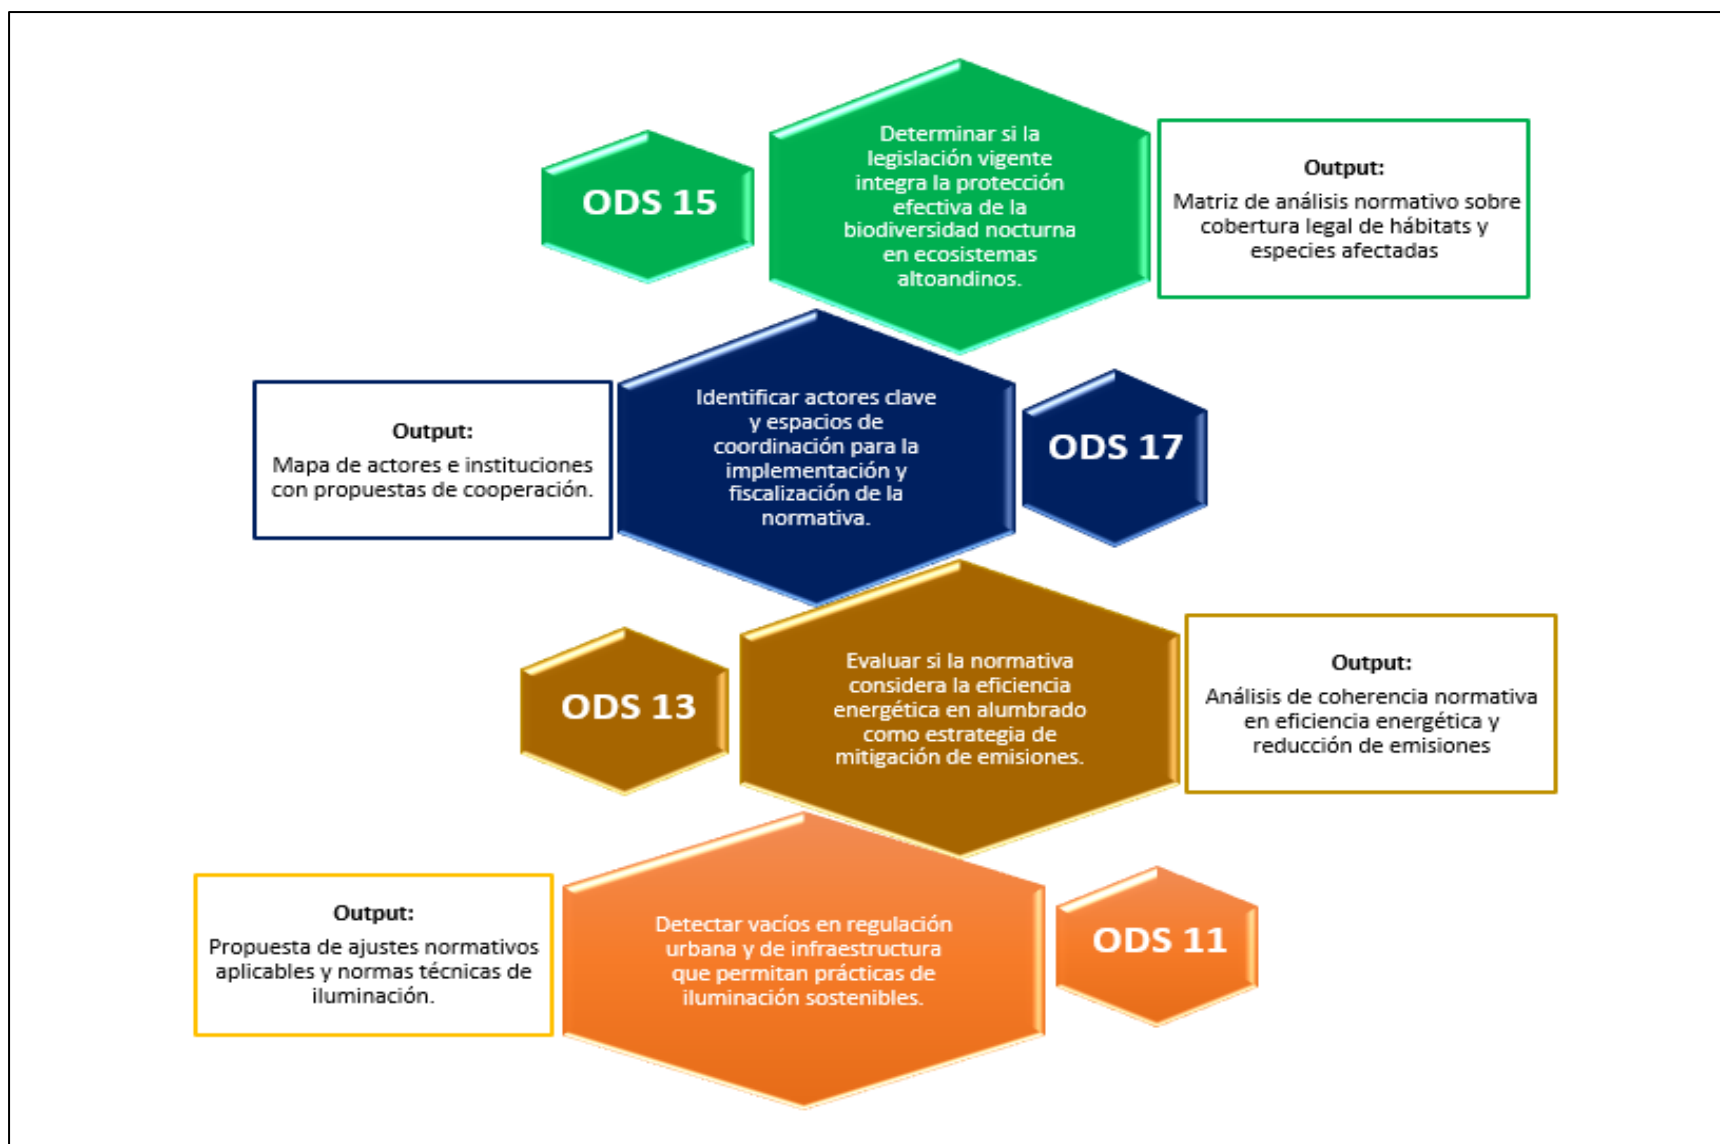 ODS 15
Determinar si la
legislación vigente
integra la protección
efectiva de la
biodiversidad nocturna
en ecosistemas
altoandinos.
Output:
Matriz de análisis normativo sobre
cobertura legal de hábitats y
especies afectadas
Output:
Mapa de actores e instituciones
con propuestas de cooperación.
Identificar actores clave
y espacios de
coordinación para la
implementación y
fiscalización de la
normativa.
ODS 17
ODS 13
Evaluar si la normativa
considera la eficiencia
energética en alumbrado
como estrategia de
mitigación de emisiones.
Output:
Análisis de coherencia normativa
en eficiencia energética y
reducción de emisiones
Output:
Propuesta de ajustes normativos
aplicables y normas técnicas de
iluminación.
Detectar vacíos en regulación
urbana y de infraestructura
que permitan prácticas de
iluminación sostenibles.
ODS 11